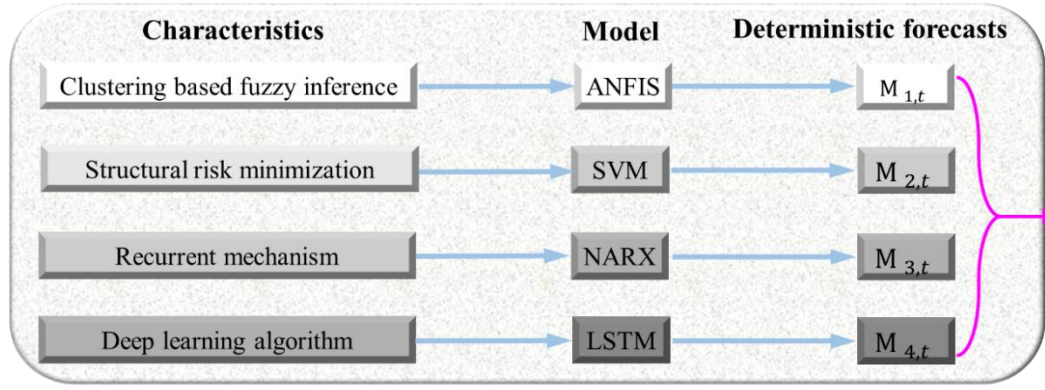 Characteristics Model Deterministic forecasts
Clustering based fuzzy inference ANFIS M 1,t
Structural risk minimization SVM M 2,t
Recurrent mechanism NARX M 3,t
Deep learning algorithm LSTM M 4,t